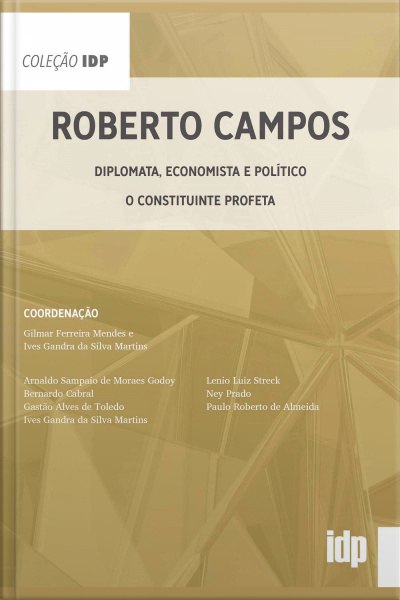 COLEÇÃO IDP
ROBERTO CAMPOS
DIPLOMATA, ECONOMISTA E POLÍTICO
O CONSTITUINTE PROFETA
COORDENAÇÃO
Gilmar Ferreira Mendes e
Ives Gandra da Silva Martins
Arnaldo Sampaio de Moraes Godoy
Bernardo Cabral
Gastão Alves de Toledo
Ives Gandra da Silva Martins
Lenio Luiz Streck
Ney Prado
Paulo Roberto de Almeida
idp